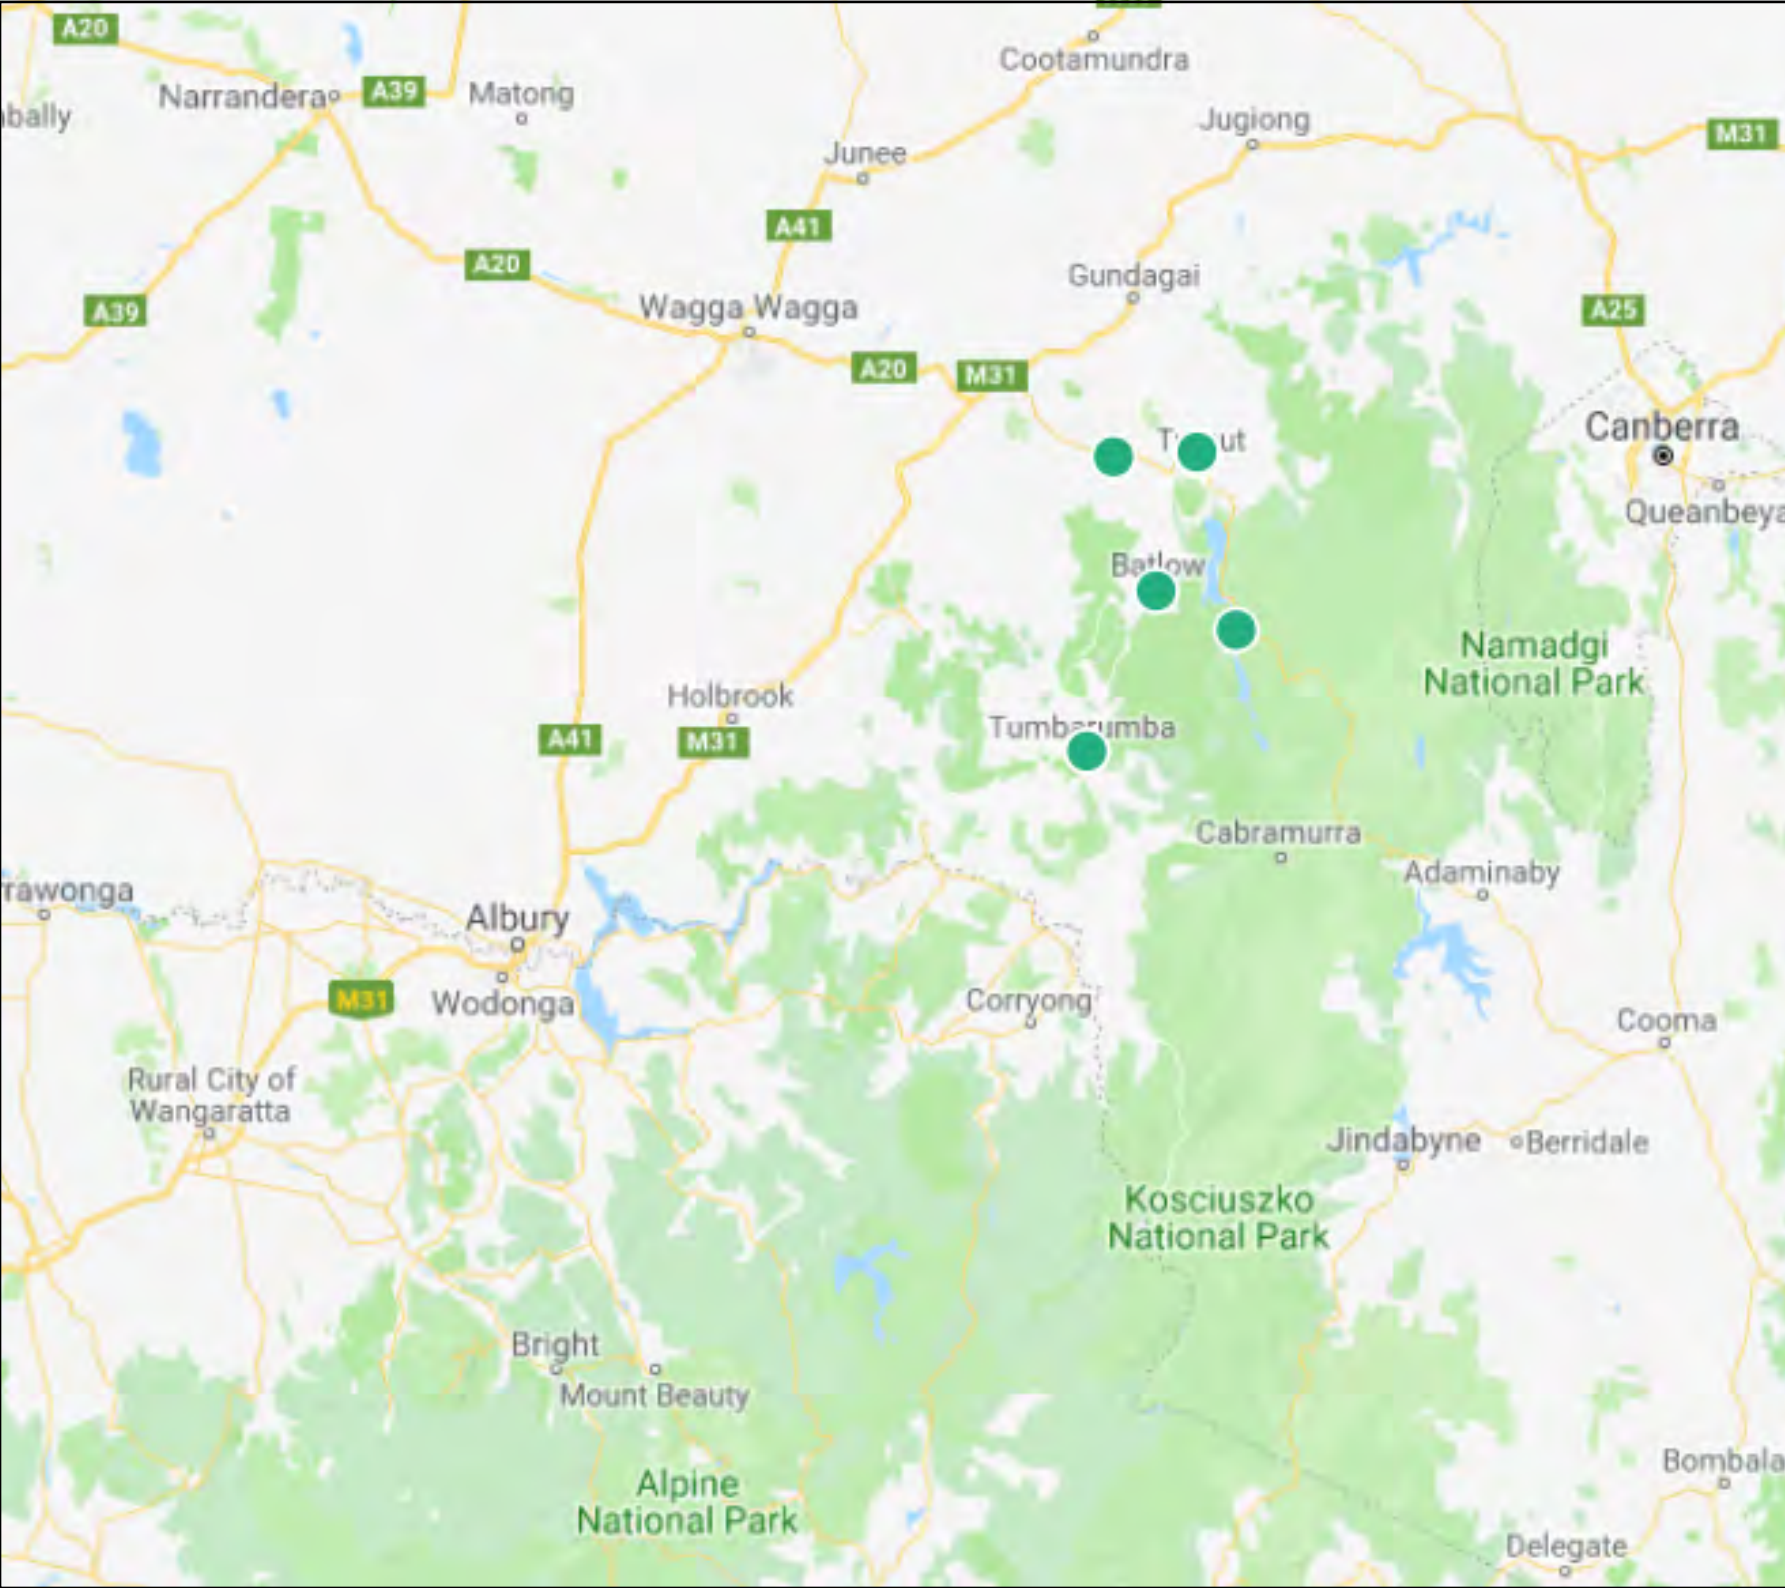 A20
Cootamundra
Narrandera
A39
Matong
bally
Jugiong
M31
Junee
A41
A20
Gundagai
A39
Wagga Wagga
A25
A20
M31
Canberra
Queanbeya
Batlow
Namadgi
National Park
Holbrook
Tumbarumba
A41
M31
Cabramurra
Adaminaby
rawonga
Albury
M31
Wodonga
Corryong
Cooma
Rural City of
Wangaratta
Jindabyne
Berridale
Kosciuszko
National Park
Bright
Mount Beauty
Bombala
Alpine
National Park
Delegate